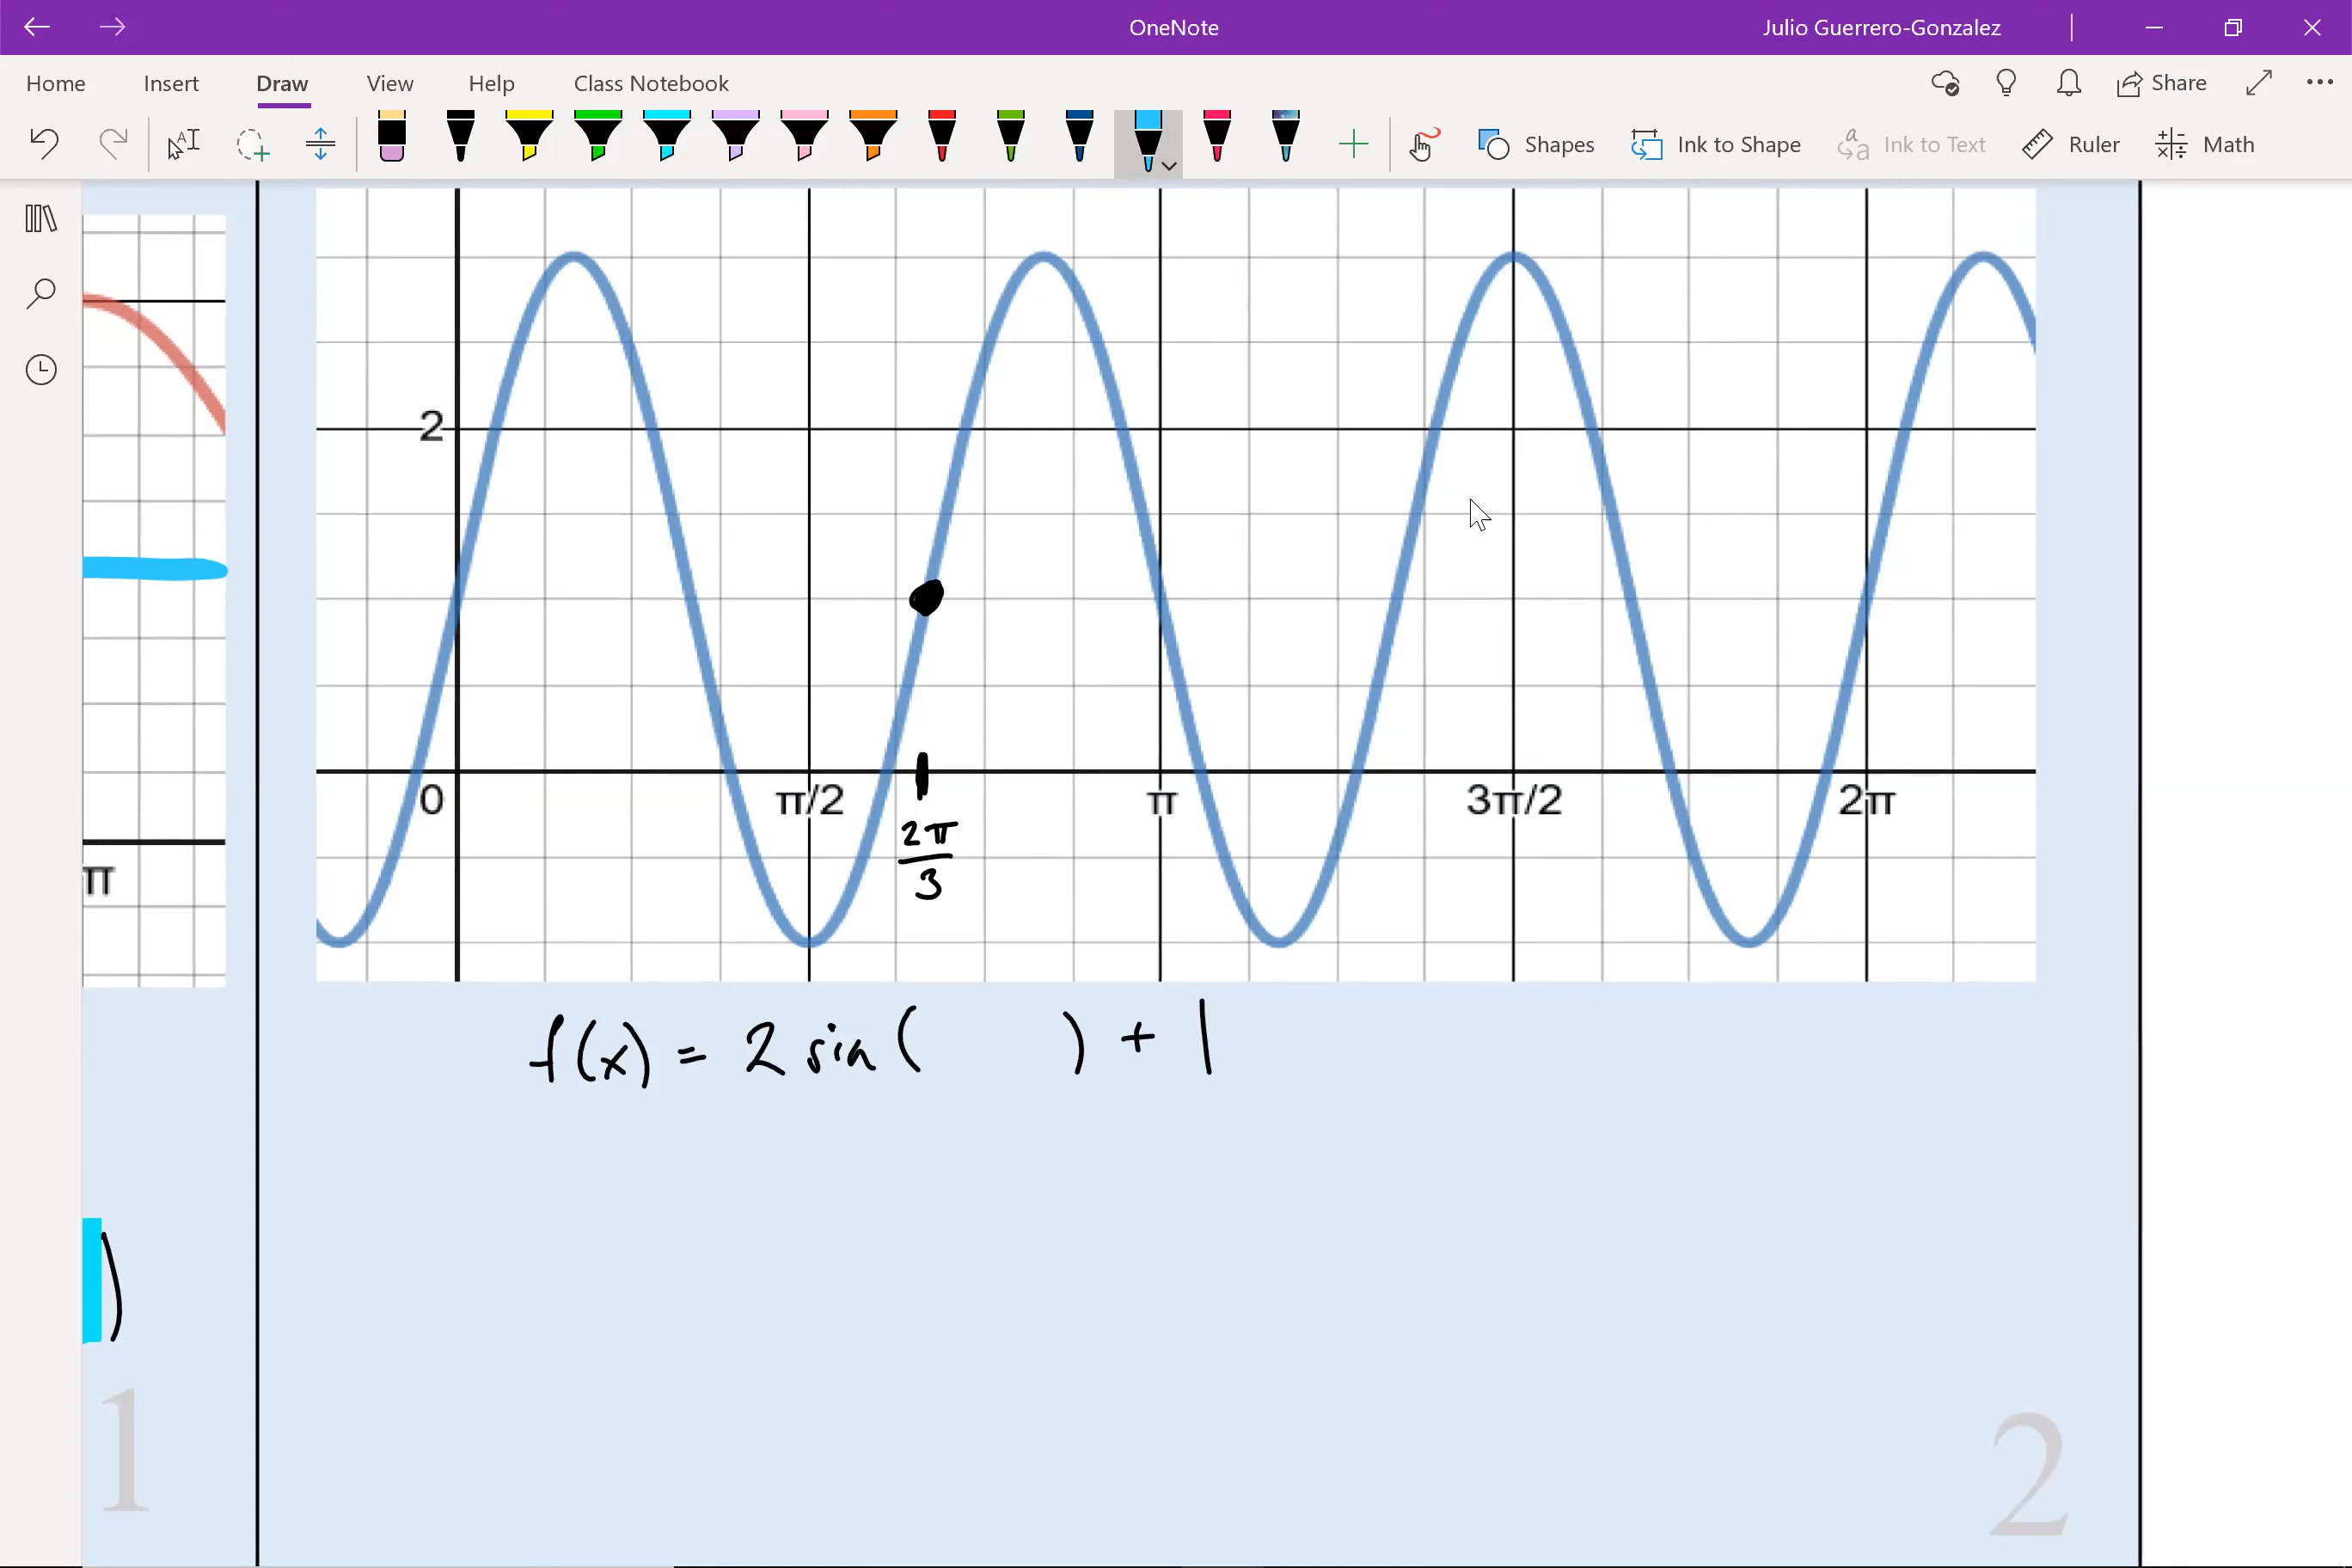 OneNote
Julio Guerrero-Gonzalez
Home Insert Draw View Help Class Notebook
Share
Shapes Ink to Shape Ink to Text Ruler Math
2
0 π/2 π 3π/2 2π
2π/3
π
f(x) = 2 sin( ) + 1
)
1
2